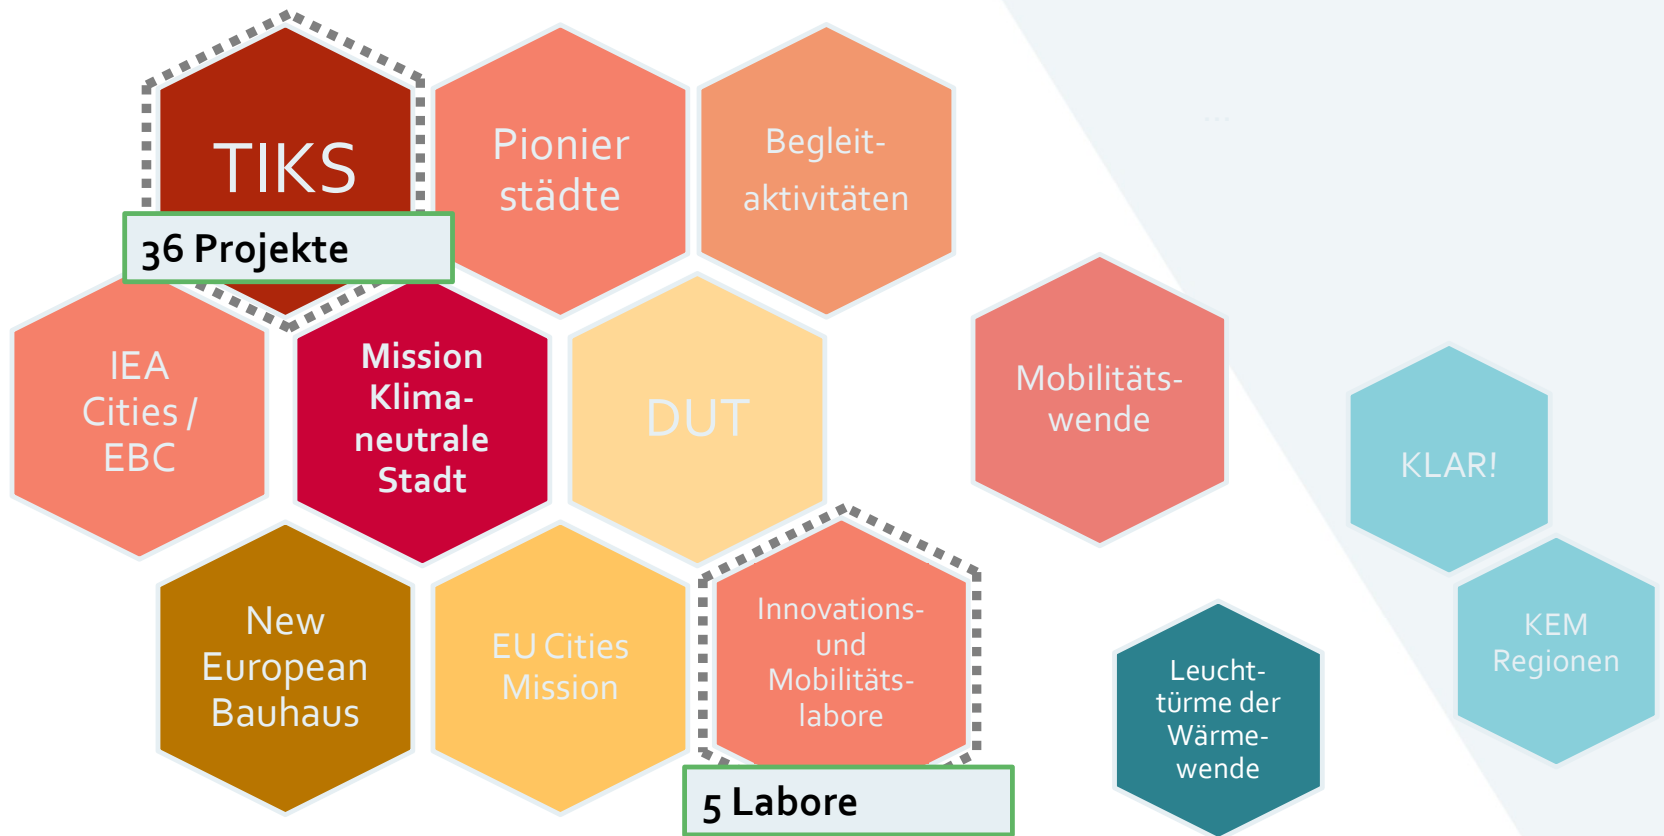 TIKS
36 Projekte
Pionier
städte
Begleit-
aktivitäten
...
IEA
Cities /
EBC
Mission
Klima-
neutrale
Stadt
DUT
Mobilitäts-
wende
KLAR!
New
European
Bauhaus
EU Cities
Mission
Innovations-
und
Mobilitäts-
labore
5 Labore
Leucht-
türme der
Wärme-
wende
KEM
Regionen